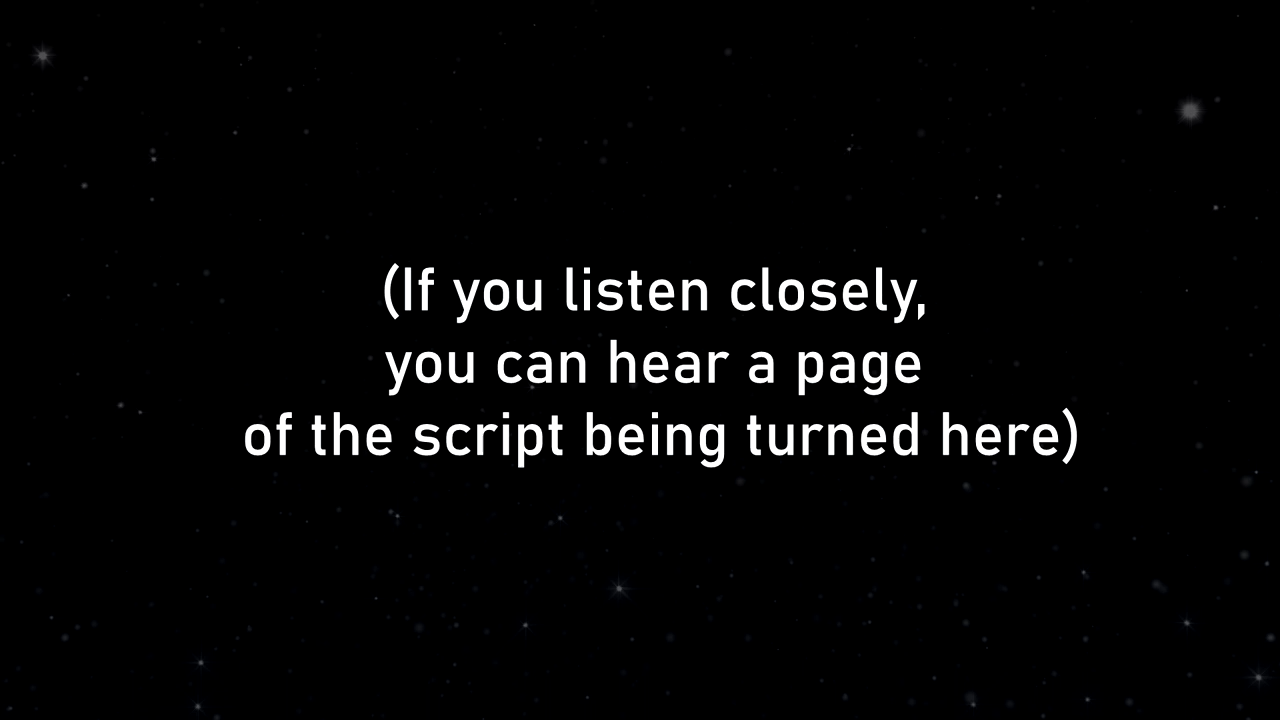 (If you listen closely,
you can hear a page
of the script being turned here)